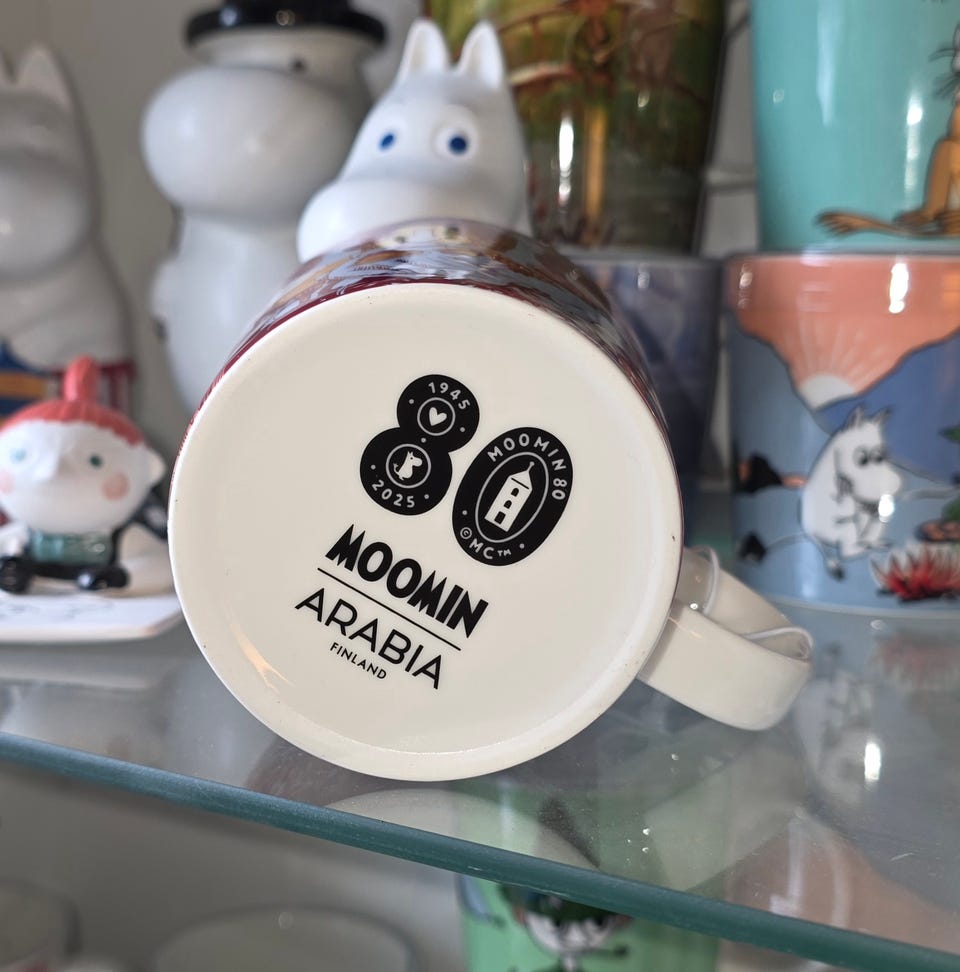 1945
2025
MOOMIN 80
©MC™
MOOMIN
ARABIA
FINLAND